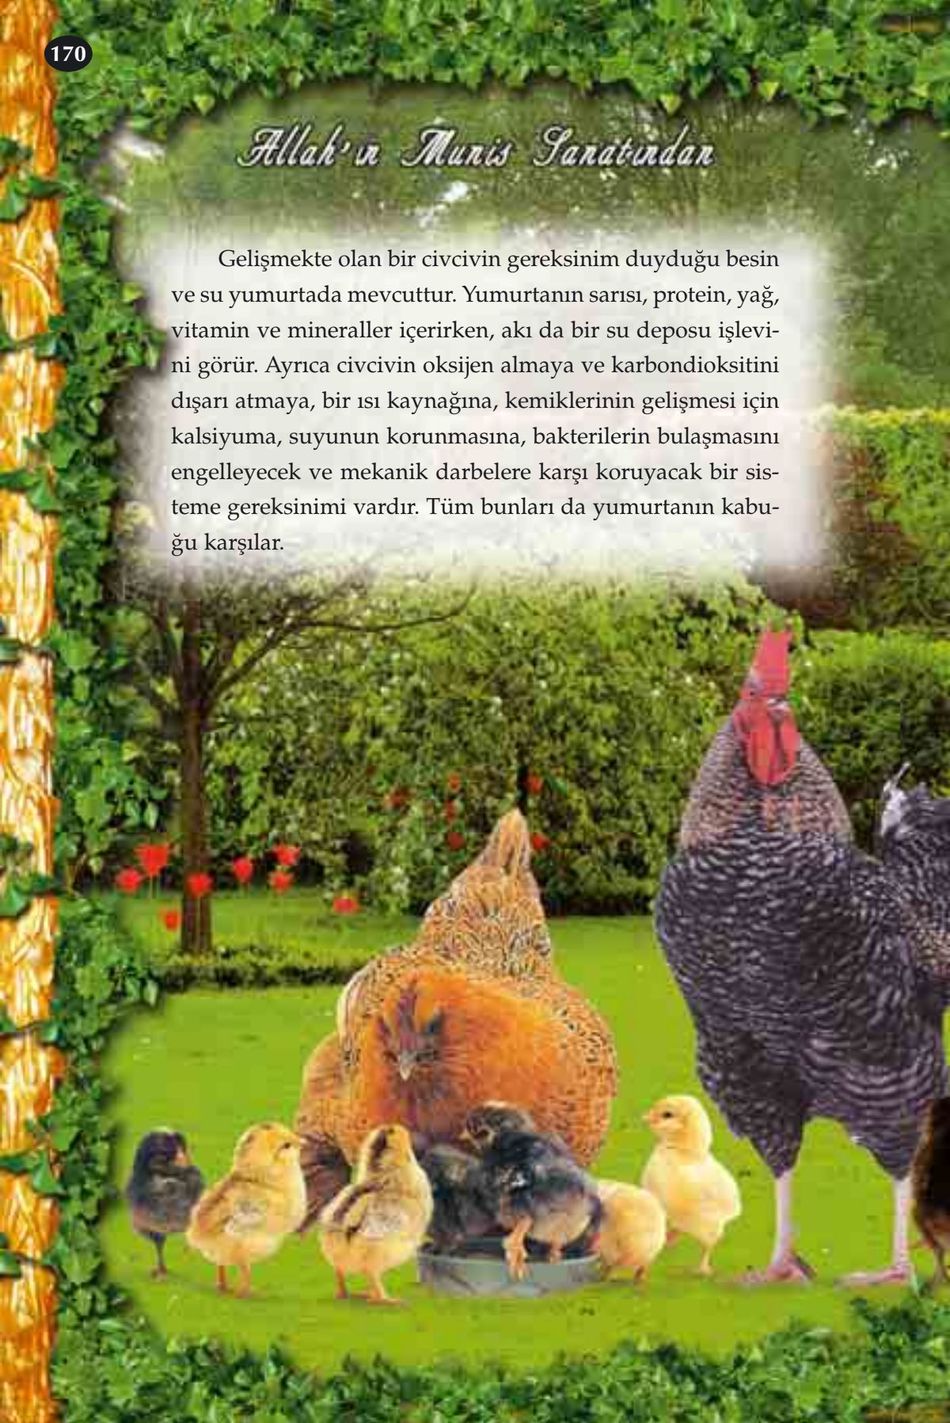 170
Allah'ın Munis Sanatından
Gelişmekte olan bir civcivin gereksinim duyduğu besin
ve su yumurtada mevcuttur. Yumurtanın sarısı, protein, yağ,
vitamin ve mineraller içerirken, akı da bir su deposu işlevi-
ni görür. Ayrıca civcivin oksijen almaya ve karbondioksitini
dışarı atmaya, bir ısı kaynağına, kemiklerinin gelişmesi için
kalsiyuma, suyunun korunmasına, bakterilerin bulaşmasını
engelleyecek ve mekanik darbelere karşı koruyacak bir sis-
teme gereksinimi vardır. Tüm bunları da yumurtanın kabu-
ğu karşılar.